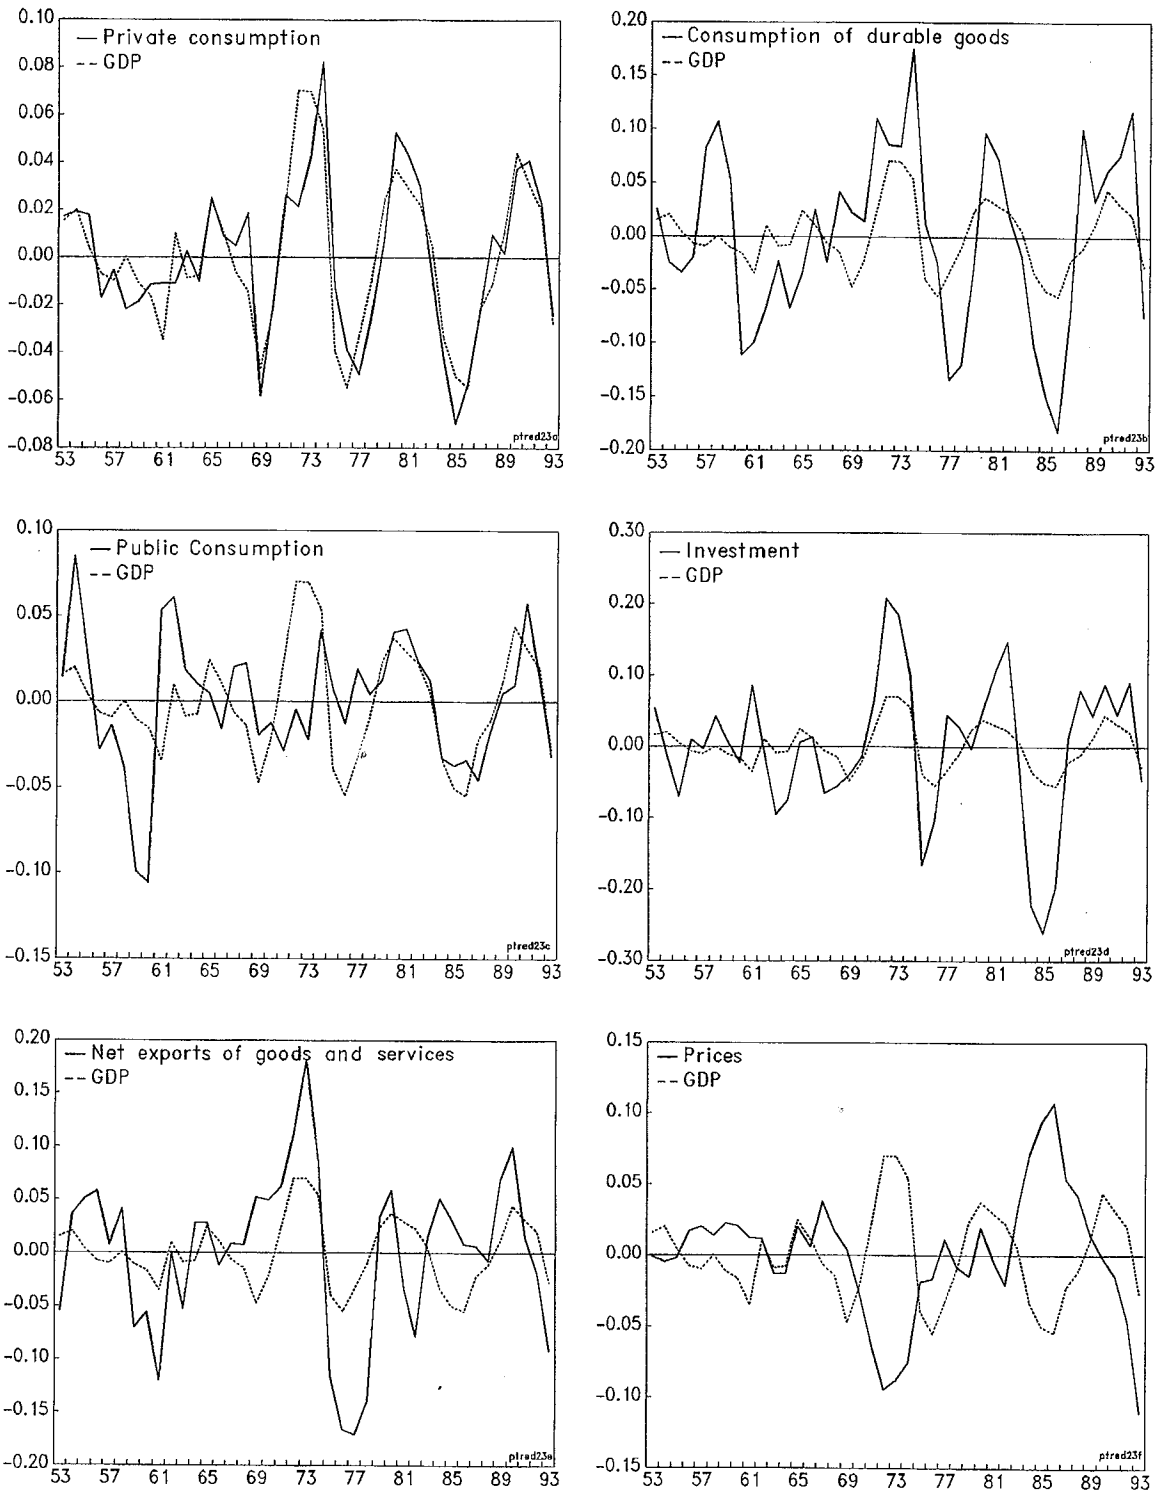 Private consumption
GDP
0.10
0.08
0.06
0.04
0.02
0.00
-0.02
-0.04
-0.06
-0.08
ptred23a
53 57 61 65 69 73 77 81 85 89 93
Consumption of durable goods
GDP
0.20
0.15
0.10
0.05
0.00
-0.05
-0.10
-0.15
-0.20
ptred23b
53 57 61 65 69 73 77 81 85 89 93
Public Consumption
GDP
0.10
0.05
0.00
-0.05
-0.10
-0.15
ptred23c
53 57 61 65 69 73 77 81 85 89 93
Investment
GDP
0.30
0.20
0.10
0.00
-0.10
-0.20
-0.30
ptred23d
53 57 61 65 69 73 77 81 85 89 93
Net exports of goods and services
GDP
0.20
0.15
0.10
0.05
0.00
-0.05
-0.10
-0.15
-0.20
ptred23e
53 57 61 65 69 73 77 81 85 89 93
Prices
GDP
0.15
0.10
0.05
0.00
-0.05
-0.10
-0.15
ptred23f
53 57 61 65 69 73 77 81 85 89 93